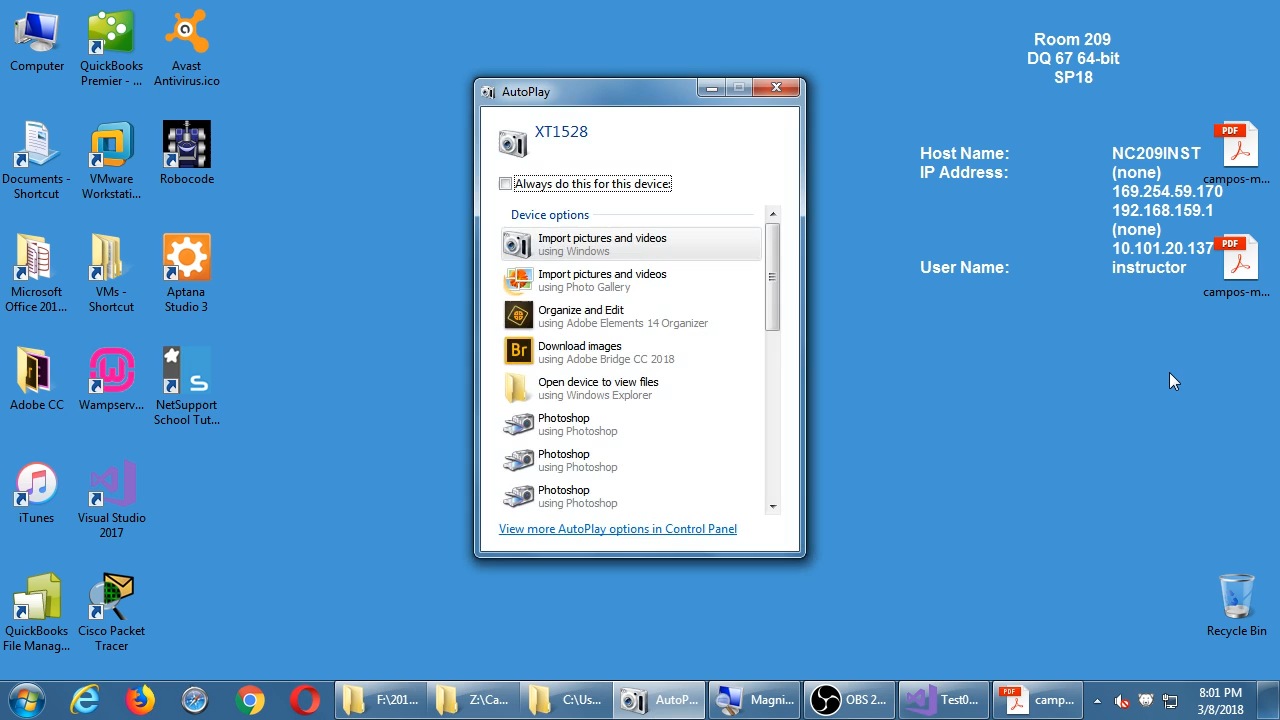 Computer
QuickBooks
Premier - ...
Avast
Antivirus.ico
Documents -
Shortcut
VMware
Workstati...
Robocode
Microsoft
Office 201...
VMs -
Shortcut
Aptana
Studio 3
Adobe CC
Wampserv...
NetSupport
School Tut...
iTunes
Visual Studio
2017
QuickBooks
File Manag...
Cisco Packet
Tracer
AutoPlay
XT1528
Always do this for this device:
Device options
Import pictures and videos
using Windows
Import pictures and videos
using Photo Gallery
Organize and Edit
using Adobe Elements 14 Organizer
Br
Download images
using Adobe Bridge CC 2018
Open device to view files
using Windows Explorer
Photoshop
using Photoshop
Photoshop
using Photoshop
Photoshop
using Photoshop
View more AutoPlay options in Control Panel
Room 209
DQ 67 64-bit
SP18
Host Name: NC209INST
IP Address: (none)
169.254.59.170
192.168.159.1
(none)
10.101.20.137
User Name: instructor
PDF
campos-m...
PDF
campos-m...
Recycle Bin
F:\201...
Z:\Ca...
C:\Us...
AutoP...
Magni...
OBS 2...
Test0...
PDF
camp...
8:01 PM
3/8/2018